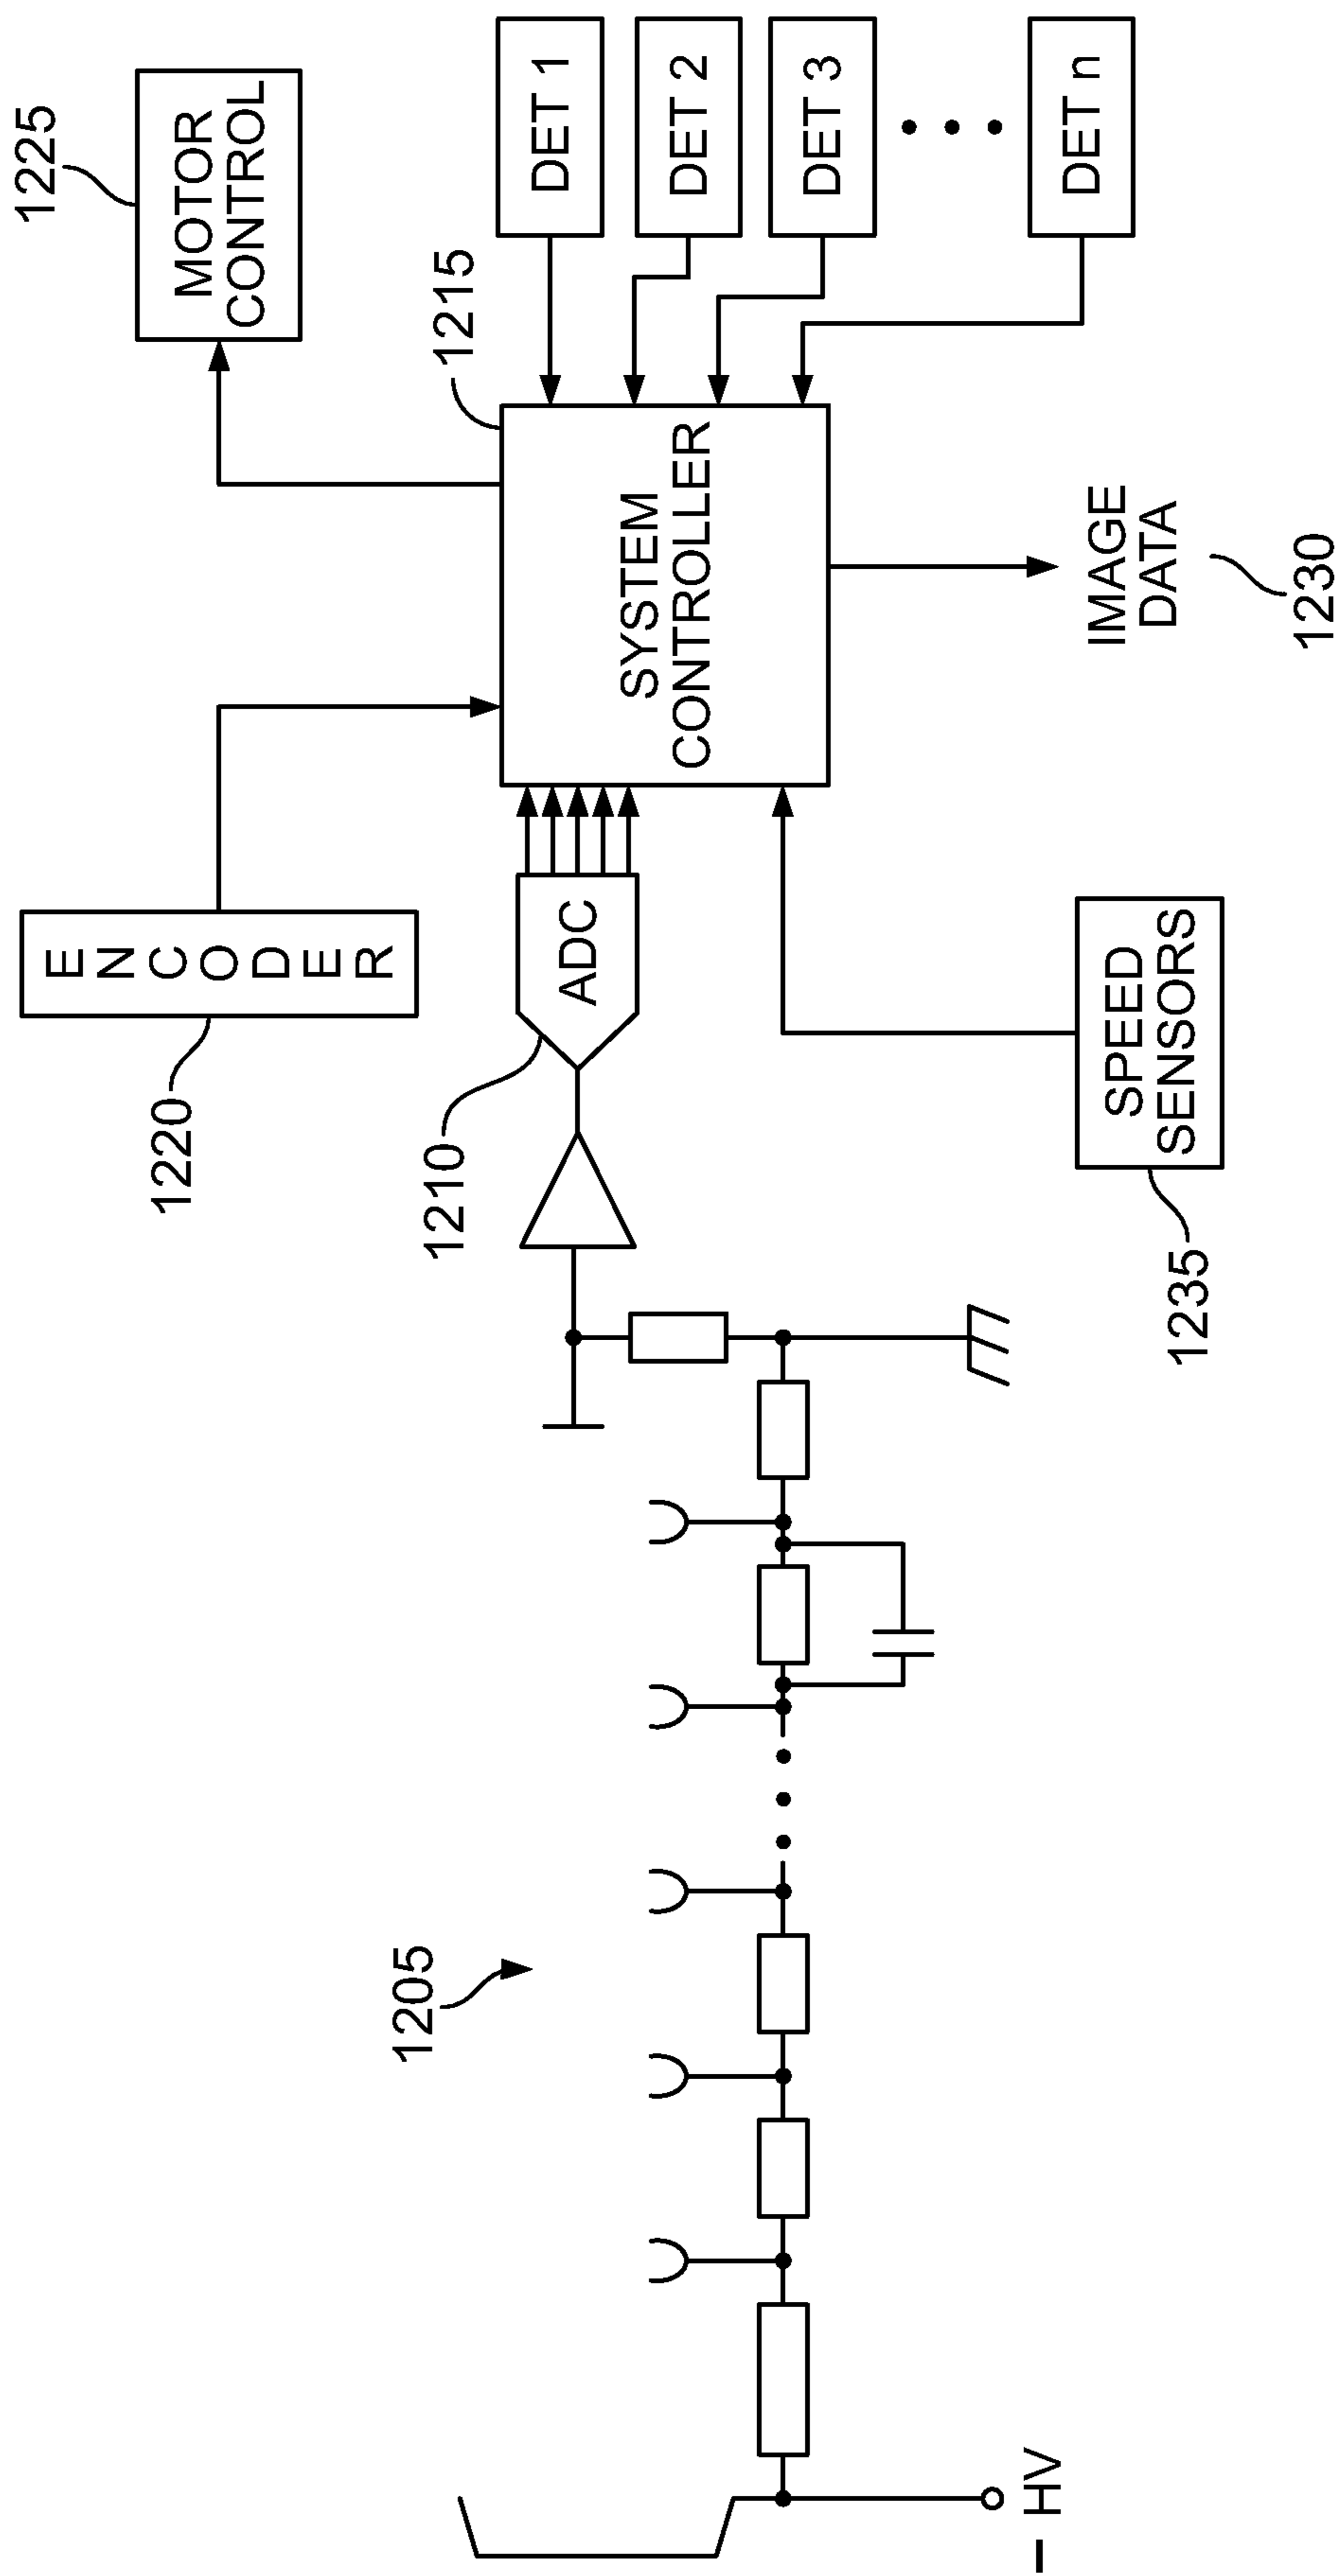 1225
MOTOR
CONTROL
1220
E
N
C
O
D
E
R
1205
1210
ADC
1215
SYSTEM
CONTROLLER
DET 1
DET 2
DET 3
DET n
– HV
1235
SPEED
SENSORS
IMAGE
DATA
1230